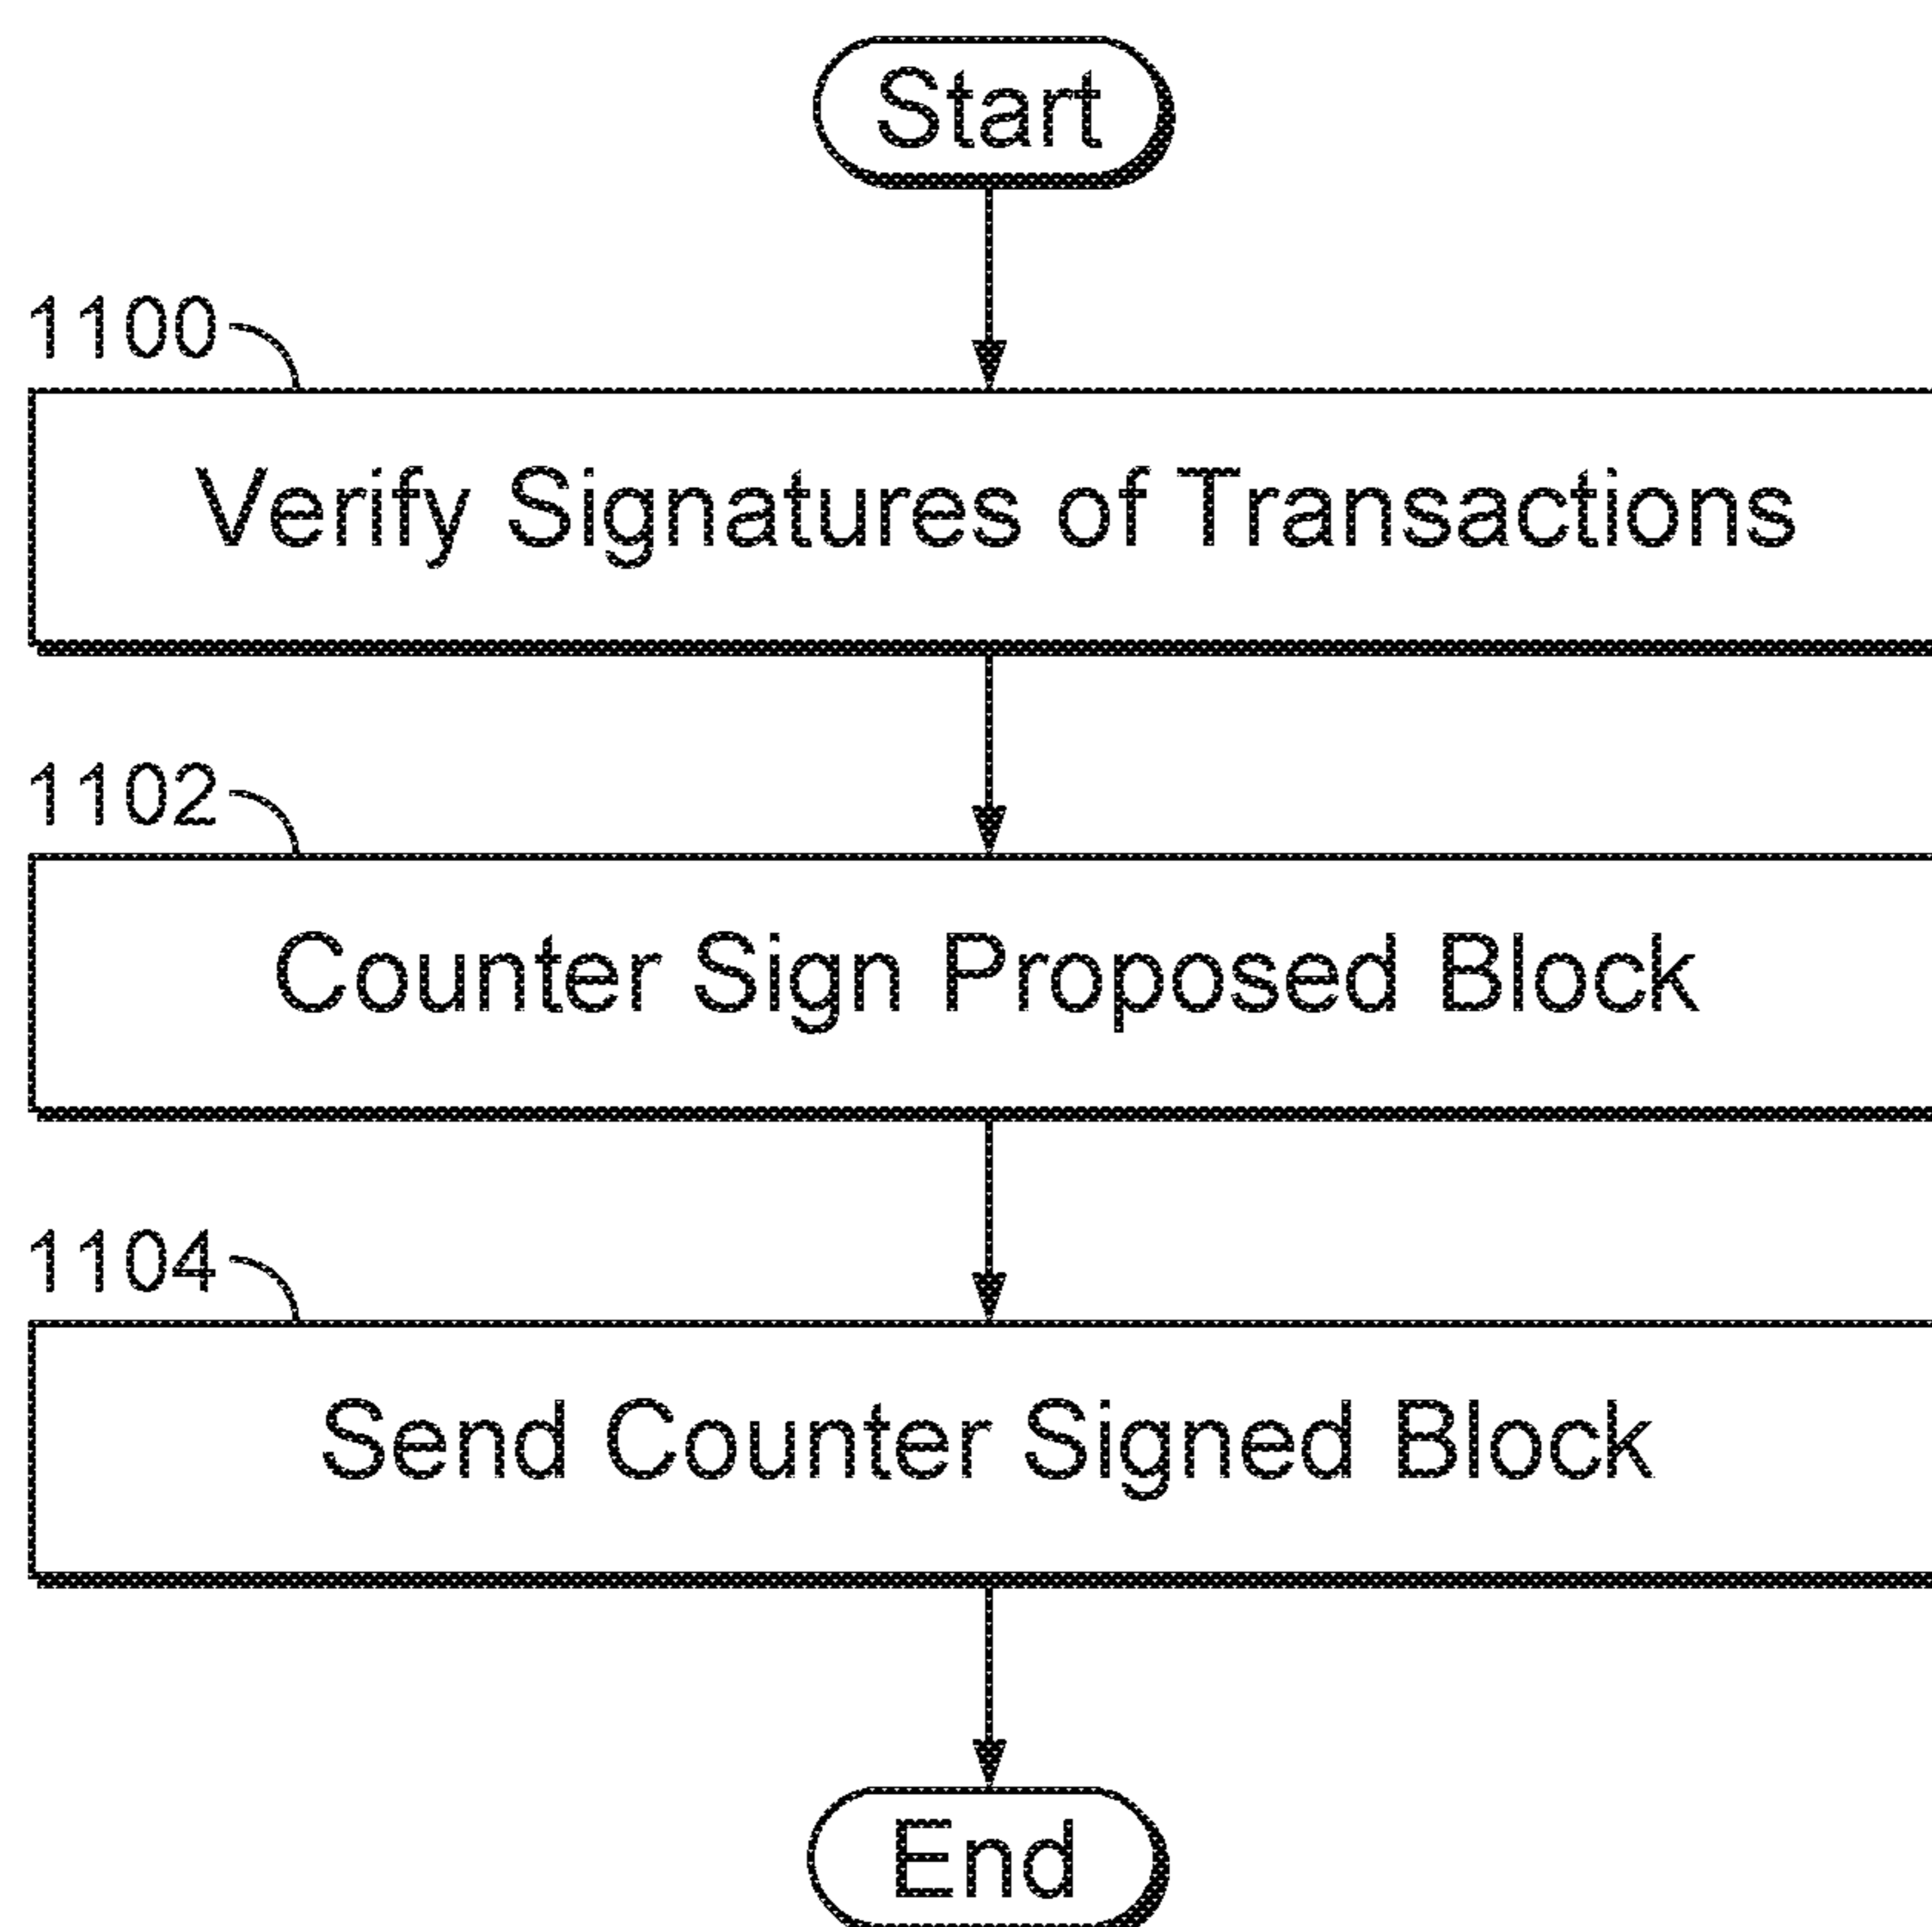 Start
1100
Verify Signatures of Transactions
1102
Counter Sign Proposed Block
1104
Send Counter Signed Block
End